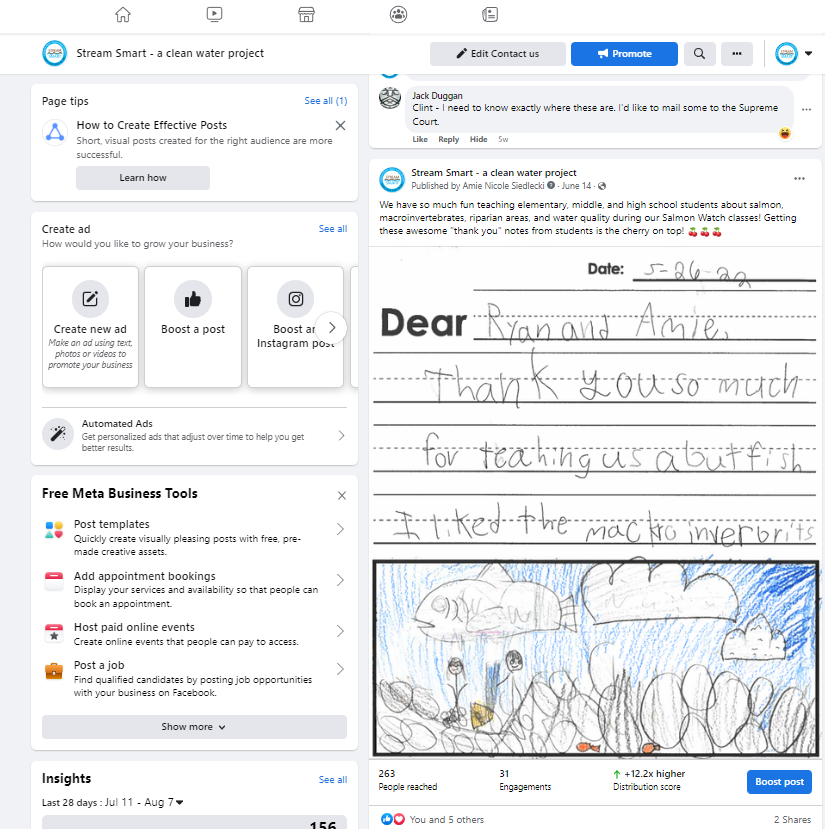 Stream Smart - a clean water project
Edit Contact us
Promote
Page tips
See all (1)
How to Create Effective Posts
Short, visual posts created for the right audience are more
successful.
Learn how
Create ad
See all
How would you like to grow your business?
Create new ad
Make an ad using text,
photos or videos to
promote your business
Boost a post
Boost an
Instagram post
Automated Ads
Get personalized ads that adjust over time to help you get
better results.
Free Meta Business Tools
Post templates
Quickly create visually pleasing posts with free, pre-
made creative assets.
Add appointment bookings
Display your services and availability so that people can
book an appointment.
Host paid online events
Create online events that people can pay to access.
Post a job
Find qualified candidates by posting job opportunities
with your business on Facebook.
Show more
Insights
See all
Last 28 days : Jul 11 - Aug 7
156
Jack Duggan
Clint - I need to know exactly where these are. I'd like to mail some to the Supreme
Court.
Like Reply Hide 5w
Stream Smart - a clean water project
Published by Amie Nicole Siedlecki · June 14 ·
We have so much fun teaching elementary, middle, and high school students about salmon,
macroinvertebrates, riparian areas, and water quality during our Salmon Watch classes! Getting
these awesome "thank you" notes from students is the cherry on top! 🍒🍒🍒
Date: 5-26-22
Dear Ryan and Amie,
Thank you so much
for teahing us abut fish
I liked the macro inverbrits
263
People reached
31
Engagements
+12.2x higher
Distribution score
Boost post
You and 5 others
2 Shares